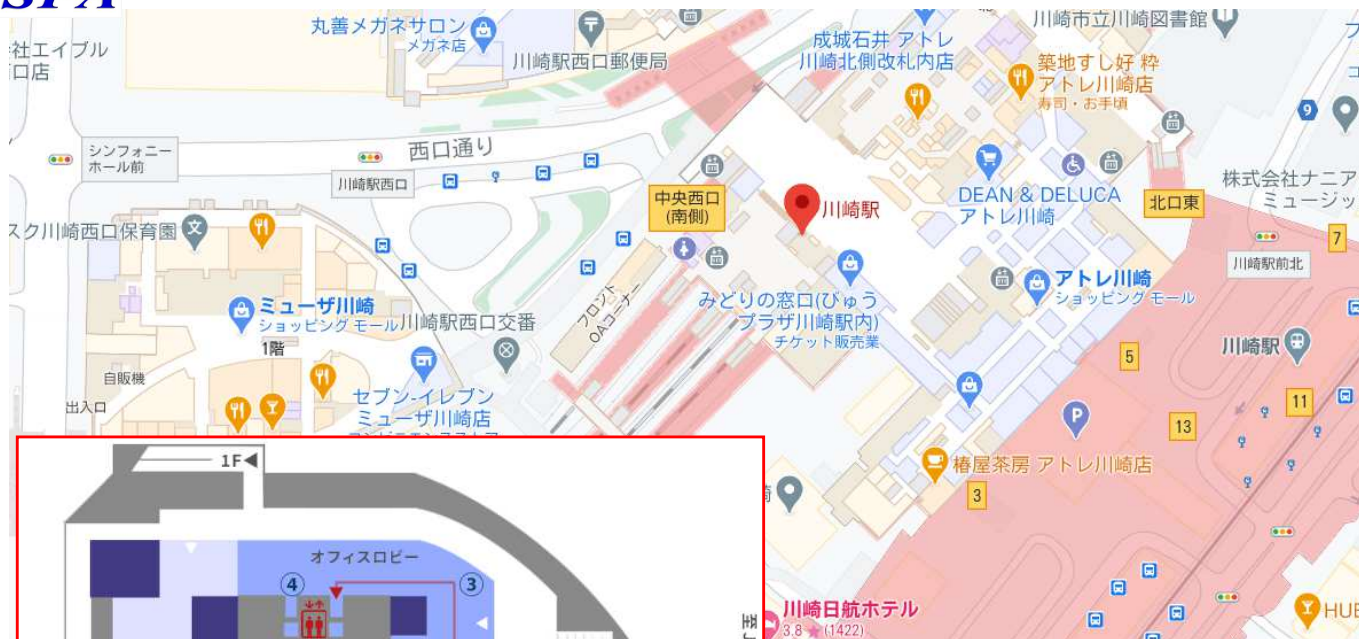 SPA
丸善メガネサロン
メガネ店
川崎駅西口郵便局
成城石井 アトレ
川崎北側改札内店
川崎市立川崎図書館
社エイブル
口店
築地すし好 粋
アトレ川崎店
寿司・お手頃
9
シンフォニー
ホール前
西口通り
川崎駅西口
中央西口
(南側)
川崎駅
DEAN & DELUCA
アトレ川崎
北口東
株式会社ナニア
ミュージッ
7
スク川崎西口保育園
川崎駅前北
ミューザ川崎
ショッピング モール
川崎駅西口交番
フロント
OAコーナー
みどりの窓口(びゅう
プラザ川崎駅内)
チケット販売業
アトレ川崎
ショッピング モール
1階
自販機
出入口
セブン-イレブン
ミューザ川崎店
5
川崎駅
11
13
P
椿屋茶房 アトレ川崎店
3
1F
オフィスロビー
④
③
川崎日航ホテル
3.8 ★ (1422)
HUB